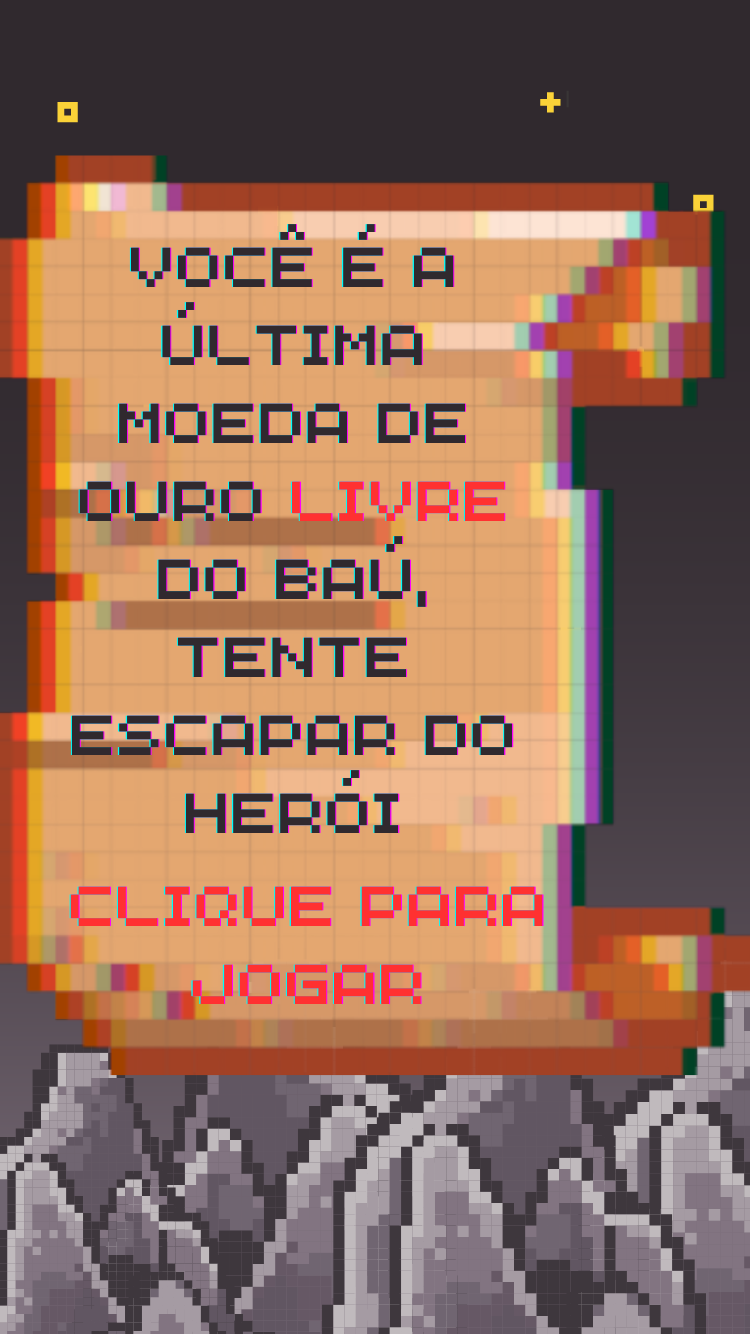 VOCÊ É A
ÚLTIMA
MOEDA DE
OURO LIVRE
DO BAÚ,
TENTE
ESCAPAR DO
HERÓI
CLIQUE PARA
JOGAR